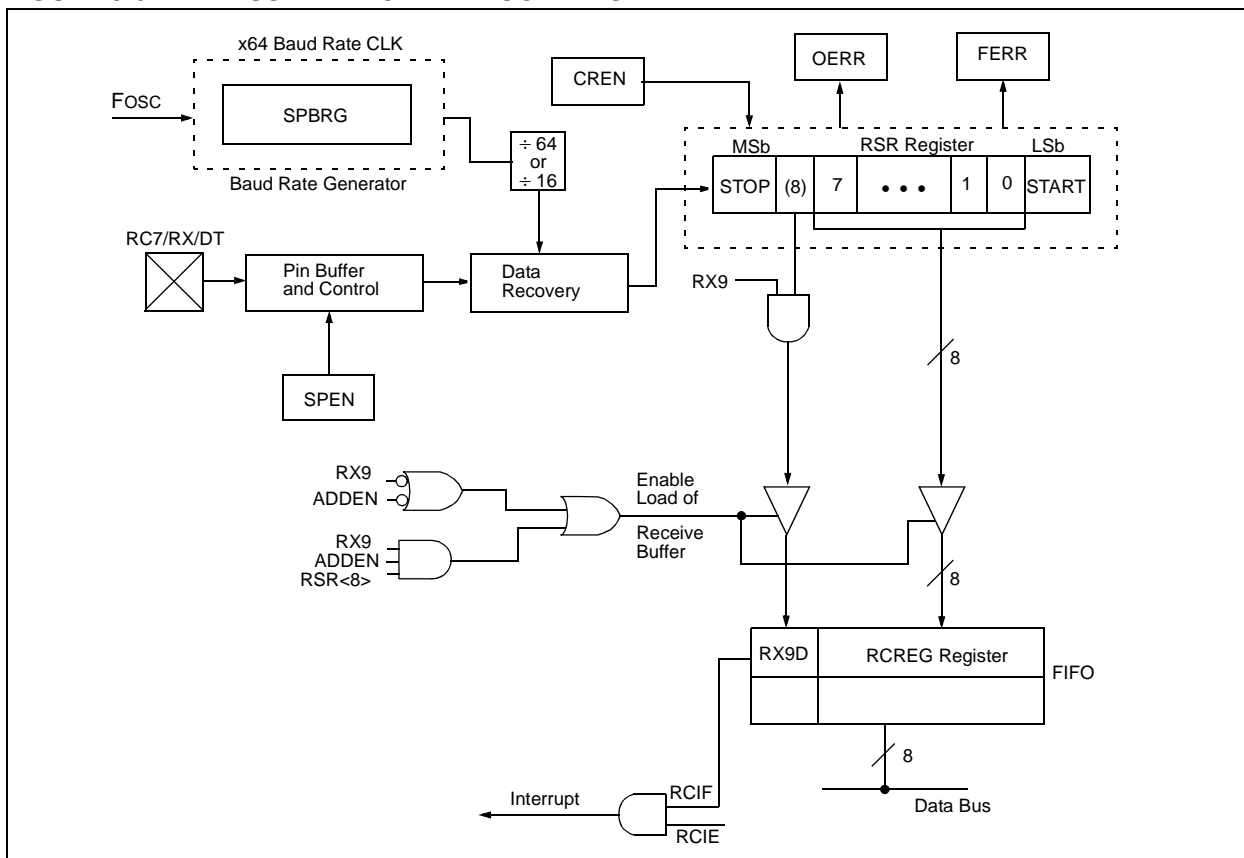 x64 Baud Rate CLK
FOSC
SPBRG
Baud Rate Generator
÷ 64
or
÷ 16
CREN
OERR
FERR
MSb
RSR Register
LSb
STOP
(8)
7
• • •
1
0
START
RC7/RX/DT
Pin Buffer
and Control
Data
Recovery
SPEN
RX9
8
RX9
ADDEN
RX9
ADDEN
RSR<8>
Enable
Load of
Receive
Buffer
8
RX9D
RCREG Register
FIFO
8
Data Bus
Interrupt
RCIF
RCIE